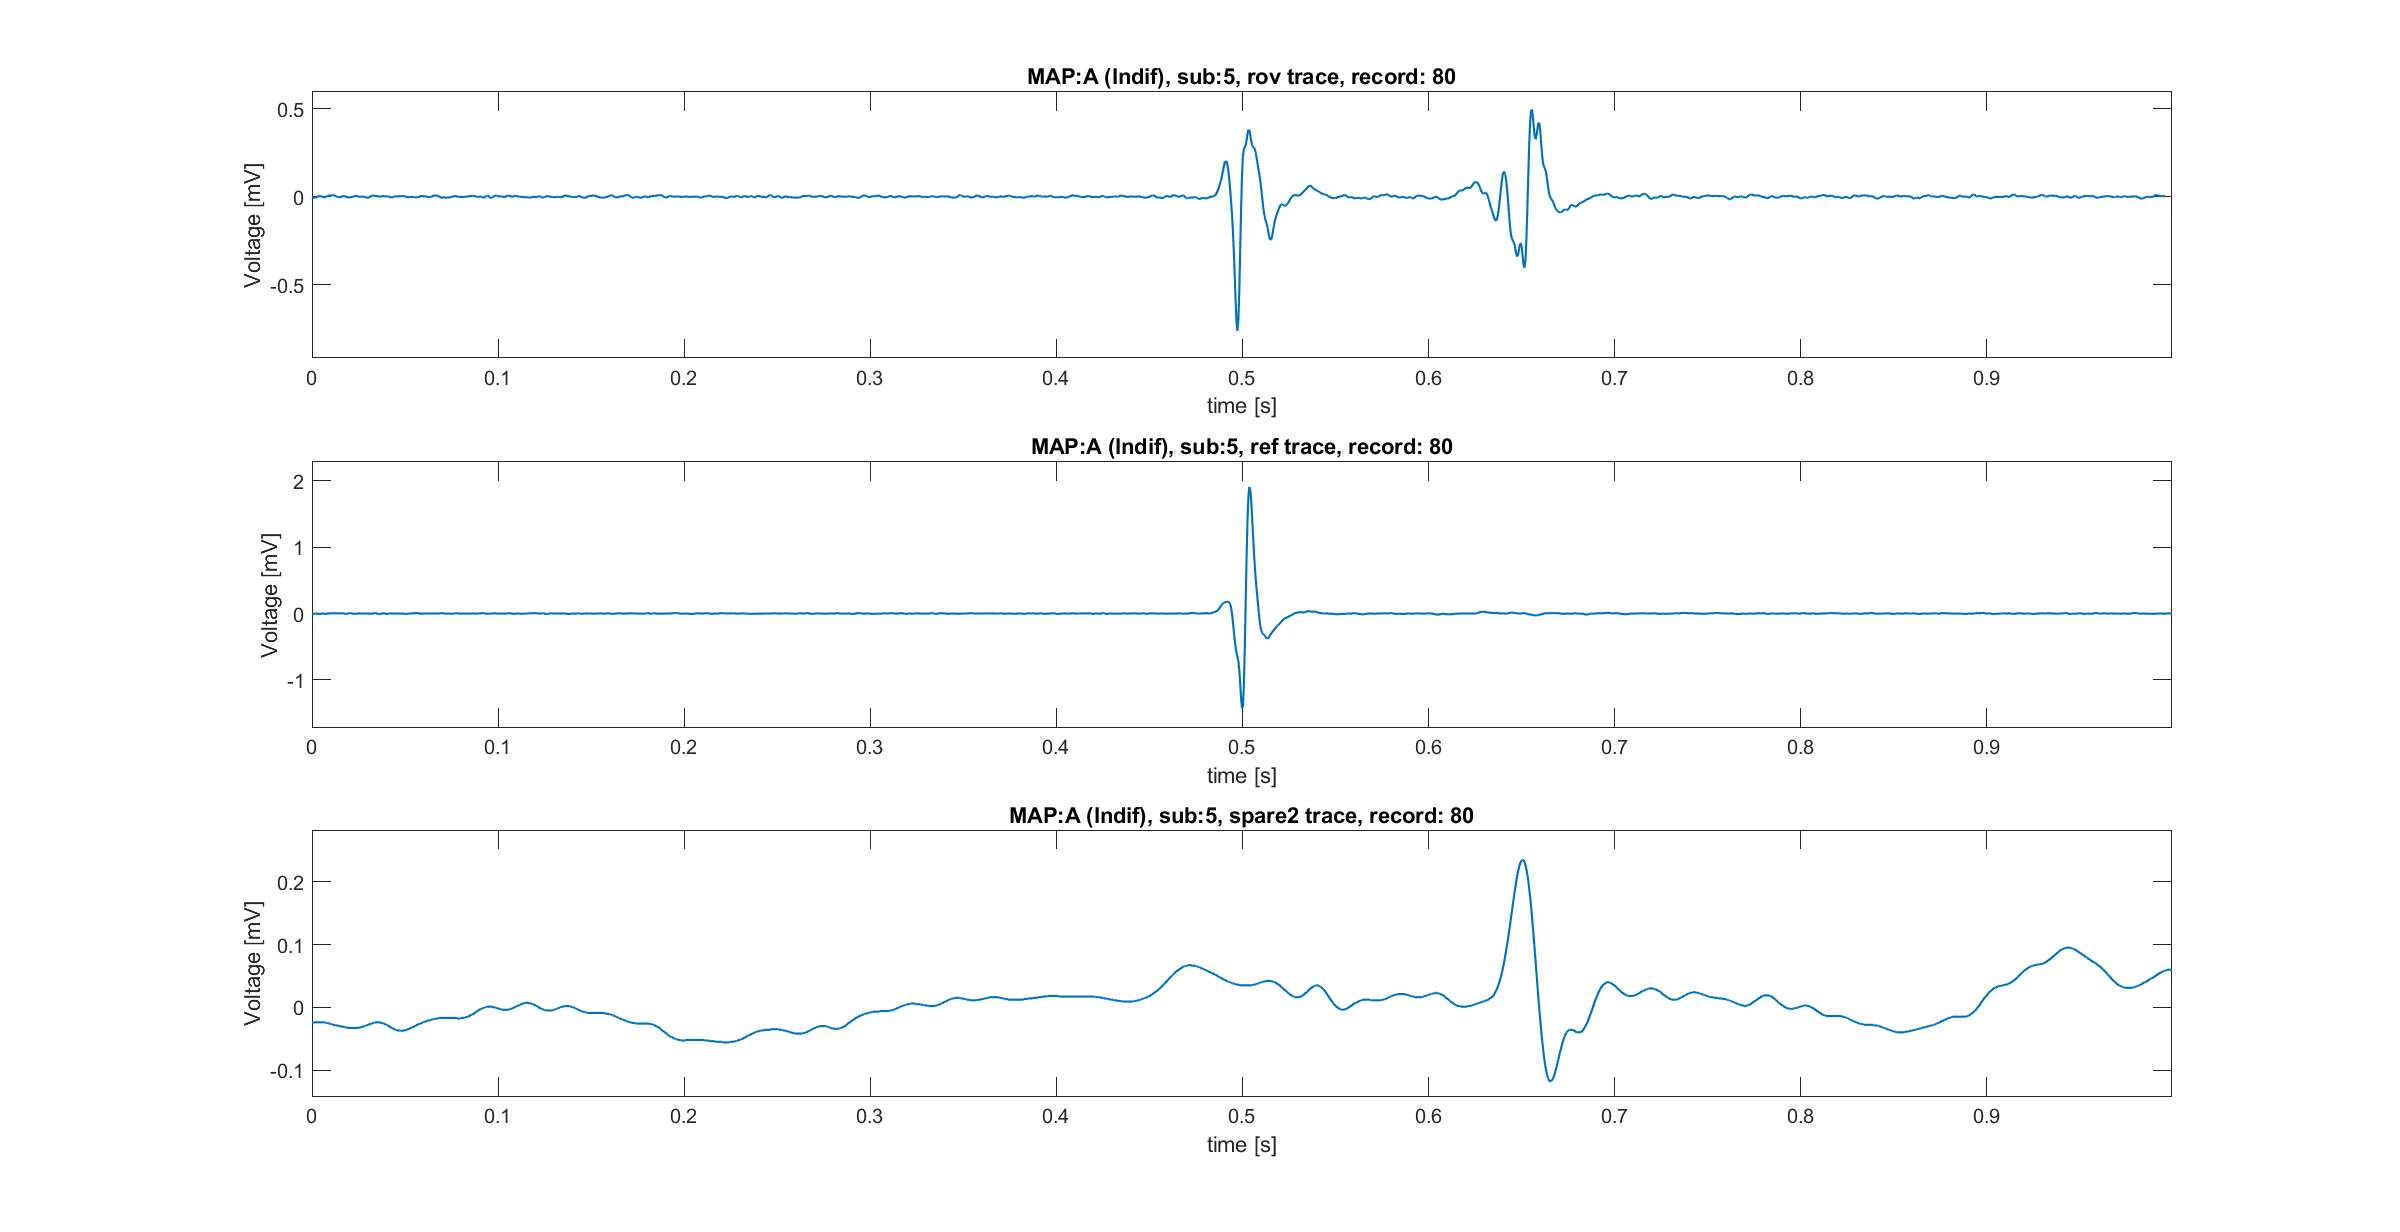 MAP:A (Indif), sub:5, rov trace, record: 80
0.5
0
-0.5
Voltage [mV]
0 0.1 0.2 0.3 0.4 0.5 0.6 0.7 0.8 0.9
time [s]
MAP:A (Indif), sub:5, ref trace, record: 80
2
1
0
-1
Voltage [mV]
0 0.1 0.2 0.3 0.4 0.5 0.6 0.7 0.8 0.9
time [s]
MAP:A (Indif), sub:5, spare2 trace, record: 80
0.2
0.1
0
-0.1
Voltage [mV]
0 0.1 0.2 0.3 0.4 0.5 0.6 0.7 0.8 0.9
time [s]